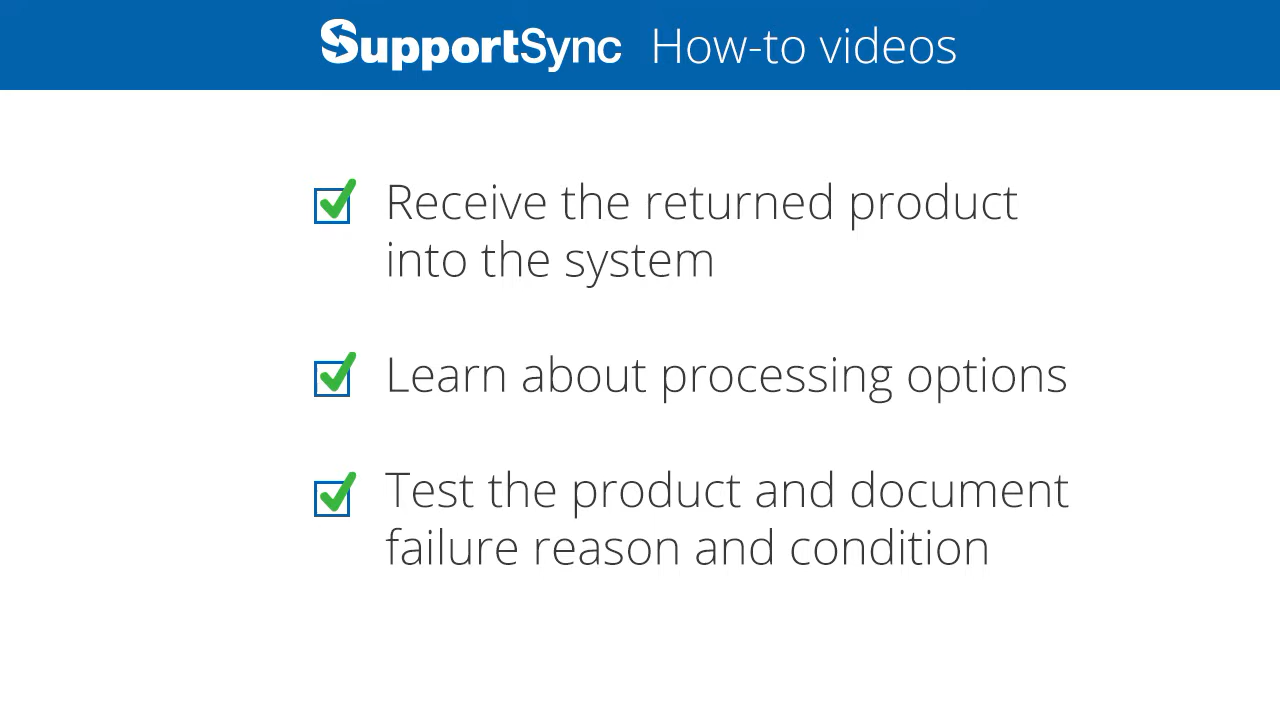 SupportSync How-to videos
Receive the returned product
into the system
Learn about processing options
Test the product and document
failure reason and condition